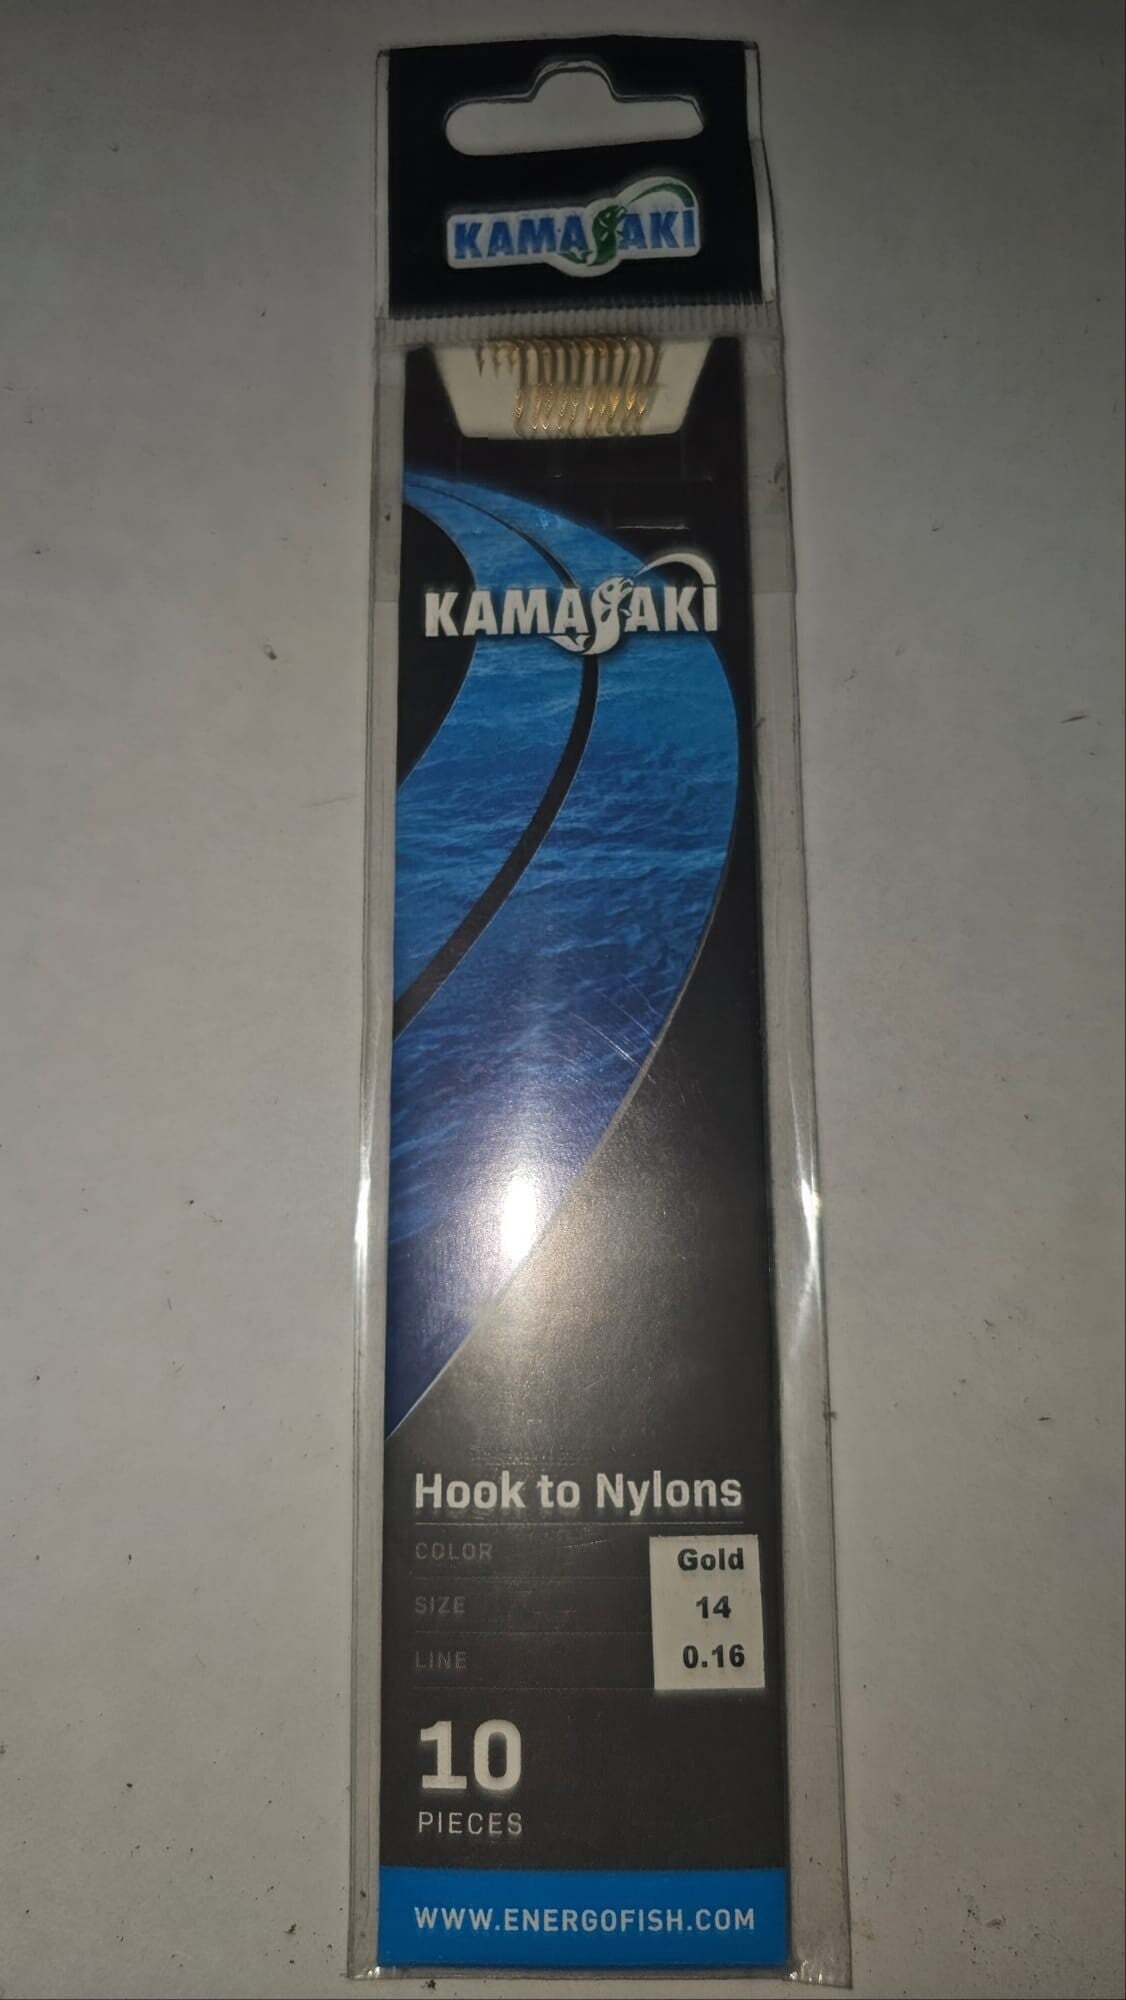 KAMASAKI
KAMASAKI
Hook to Nylons
COLOR Gold
SIZE 14
LINE 0.16
10
PIECES
WWW.ENERGOFISH.COM